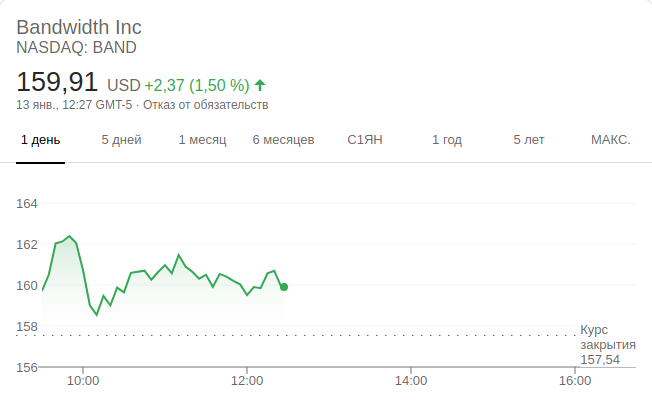 Bandwidth Inc
NASDAQ: BAND
159,91 USD +2,37 (1,50 %)
13 янв., 12:27 GMT-5 · Отказ от обязательств
1 день 5 дней 1 месяц 6 месяцев С1ЯН 1 год 5 лет МАКС.
164
162
160
158
Курс
закрытия
157,54
156
10:00 12:00 14:00 16:00